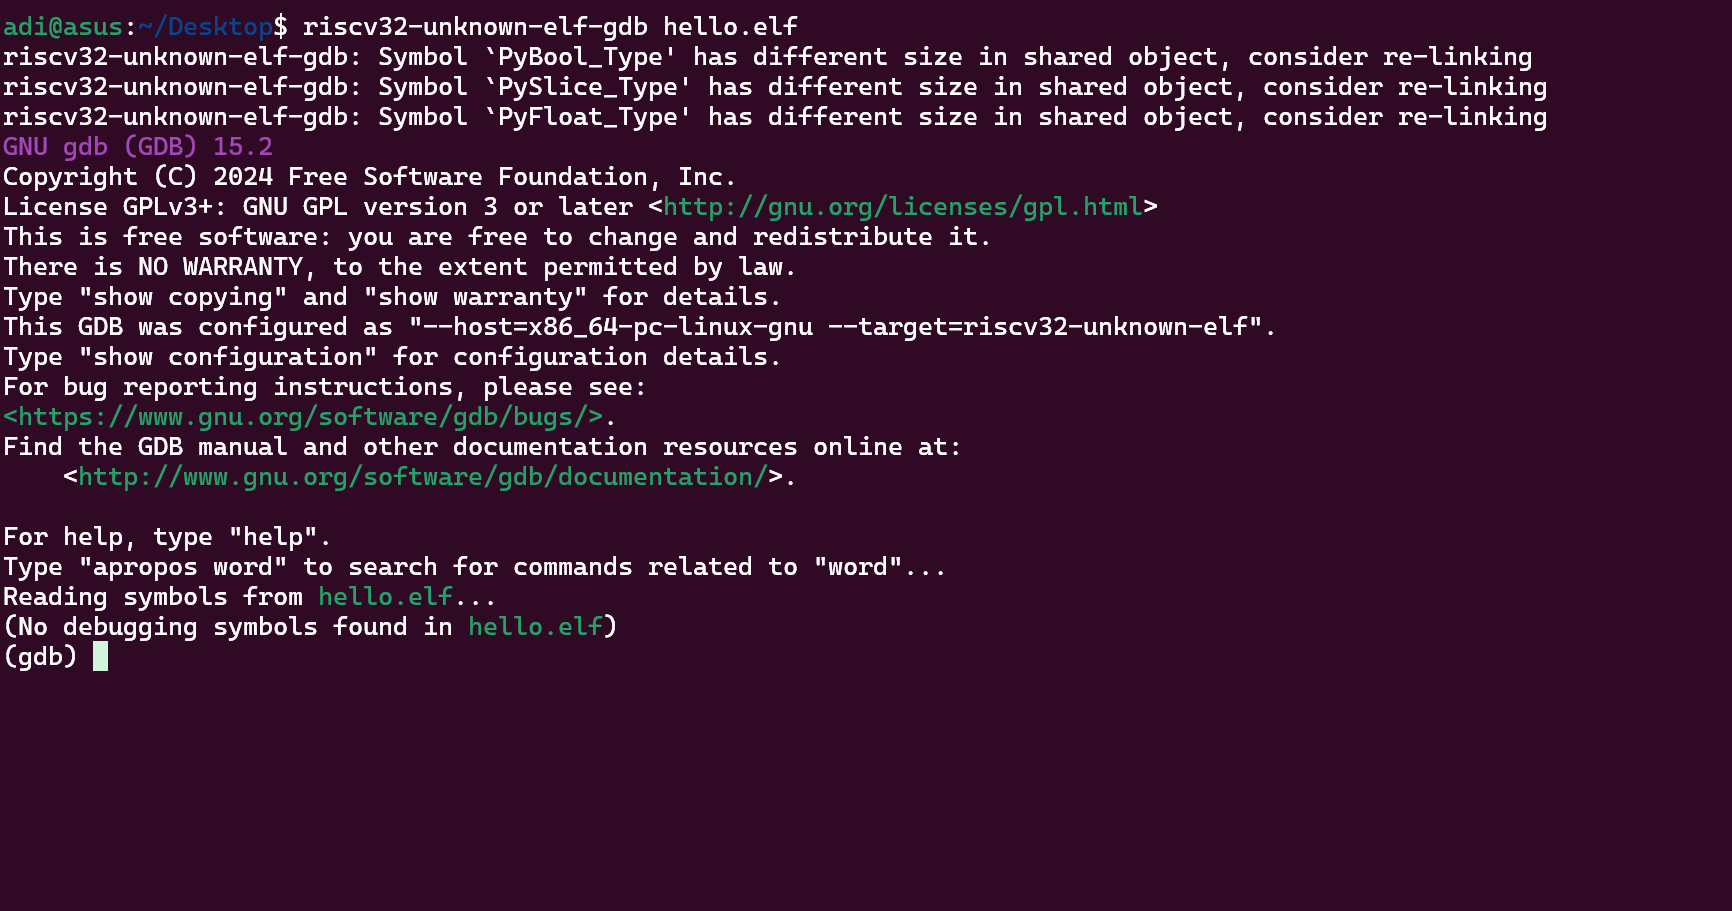 adi@asus:~/Desktop$ riscv32-unknown-elf-gdb hello.elf
riscv32-unknown-elf-gdb: Symbol `PyBool_Type' has different size in shared object, consider re-linking
riscv32-unknown-elf-gdb: Symbol `PySlice_Type' has different size in shared object, consider re-linking
riscv32-unknown-elf-gdb: Symbol `PyFloat_Type' has different size in shared object, consider re-linking
GNU gdb (GDB) 15.2
Copyright (C) 2024 Free Software Foundation, Inc.
License GPLv3+: GNU GPL version 3 or later <http://gnu.org/licenses/gpl.html>
This is free software: you are free to change and redistribute it.
There is NO WARRANTY, to the extent permitted by law.
Type "show copying" and "show warranty" for details.
This GDB was configured as "--host=x86_64-pc-linux-gnu --target=riscv32-unknown-elf".
Type "show configuration" for configuration details.
For bug reporting instructions, please see:
<https://www.gnu.org/software/gdb/bugs/>.
Find the GDB manual and other documentation resources online at:
    <http://www.gnu.org/software/gdb/documentation/>.

For help, type "help".
Type "apropos word" to search for commands related to "word"...
Reading symbols from hello.elf...
(No debugging symbols found in hello.elf)
(gdb)